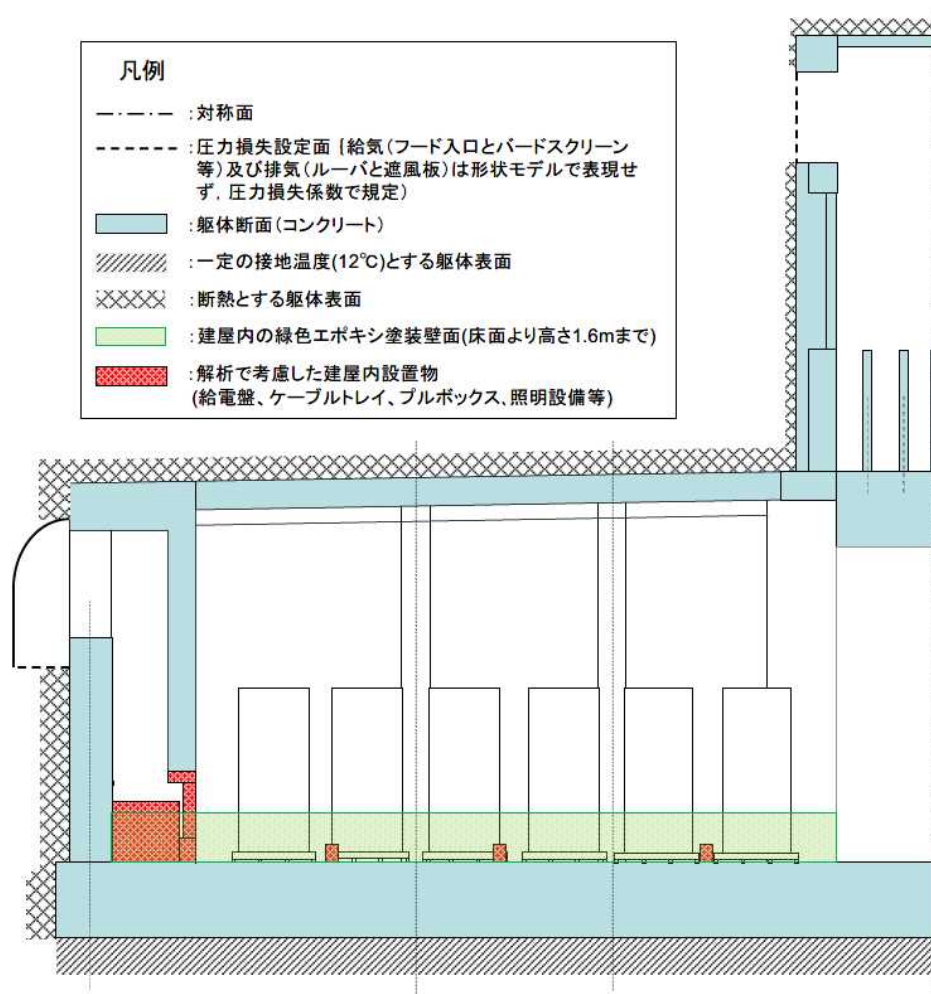 凡例
:対称面
:圧力損失設定面 {給気(フード入口とバードスクリーン
等)及び排気(ルーバと遮風板)は形状モデルで表現せ
ず, 圧力損失係数で規定)
:躯体断面(コンクリート)
:一定の接地温度(12℃)とする躯体表面
:断熱とする躯体表面
:建屋内の緑色エポキシ塗装壁面(床面より高さ1.6mまで)
:解析で考慮した建屋内設置物
(給電盤、ケーブルトレイ、プルボックス、照明設備等)